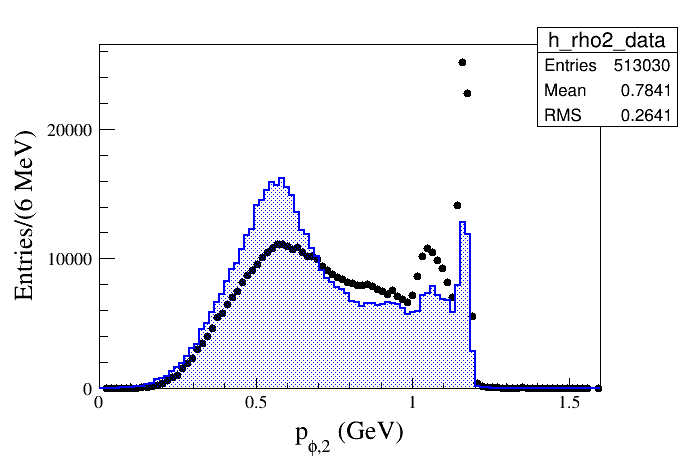 h_rho2_data
Entries 513030
Mean 0.7841
RMS 0.2641
Entries/(6 MeV)
20000
10000
0
0 0.5 1 1.5
pϕ,2 (GeV)